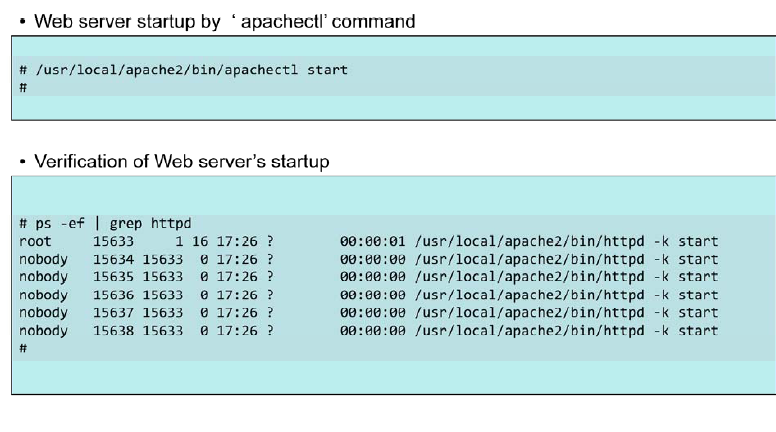 • Web server startup by ‘ apachectl’ command
# /usr/local/apache2/bin/apachectl start
#
• Verification of Web server’s startup
# ps -ef | grep httpd
root     15633     1 16 17:26 ?        00:00:01 /usr/local/apache2/bin/httpd -k start
nobody   15634 15633  0 17:26 ?        00:00:00 /usr/local/apache2/bin/httpd -k start
nobody   15635 15633  0 17:26 ?        00:00:00 /usr/local/apache2/bin/httpd -k start
nobody   15636 15633  0 17:26 ?        00:00:00 /usr/local/apache2/bin/httpd -k start
nobody   15637 15633  0 17:26 ?        00:00:00 /usr/local/apache2/bin/httpd -k start
nobody   15638 15633  0 17:26 ?        00:00:00 /usr/local/apache2/bin/httpd -k start
#